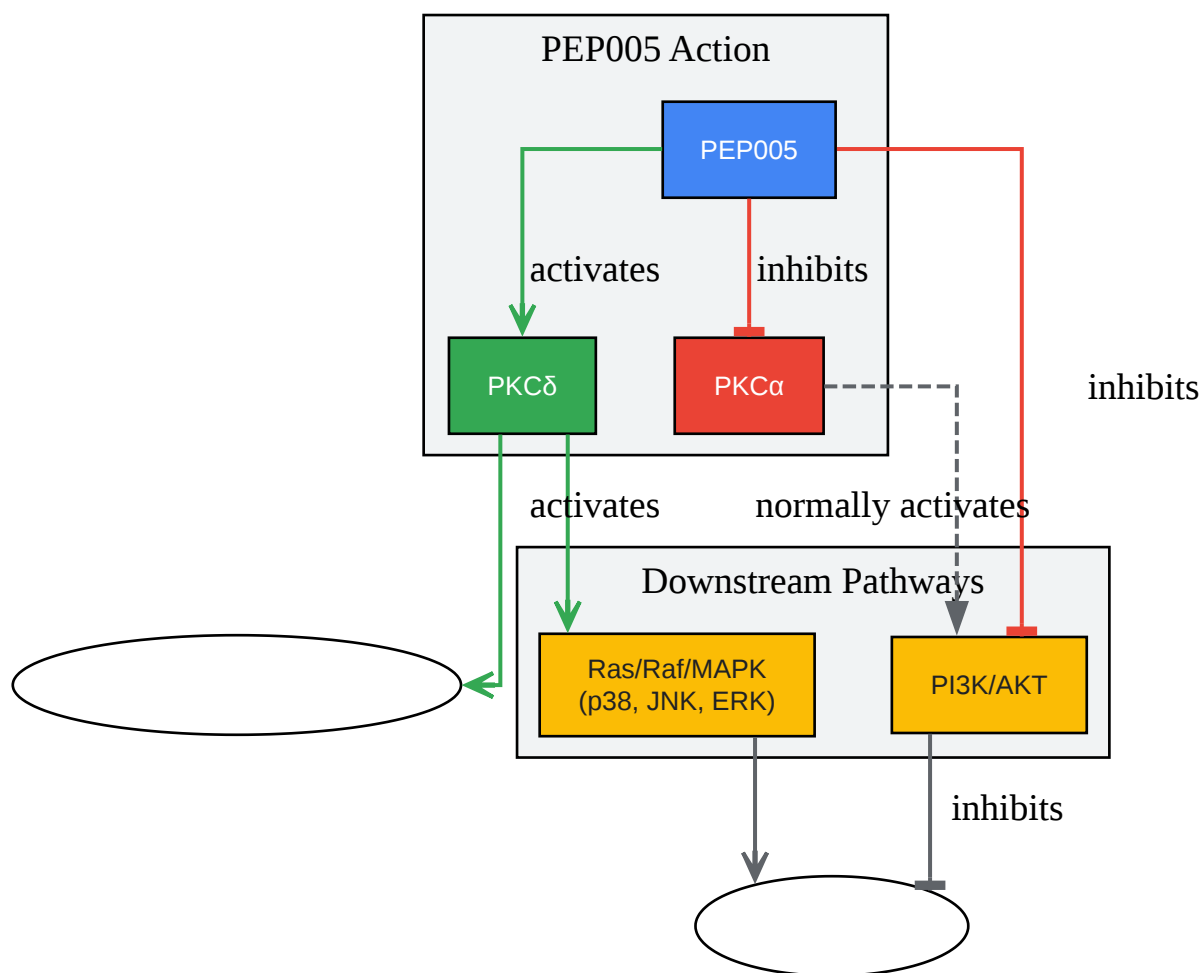 PEP005 Action
PEP005
activates
inhibits
PKCδ
PKCα
inhibits
activates
normally activates
Downstream Pathways
Ras/Raf/MAPK
(p38, JNK, ERK)
PI3K/AKT
inhibits